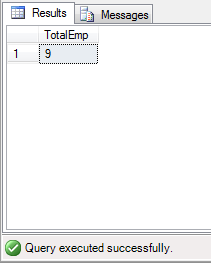 Results Messages
TotalEmp
1 9
Query executed successfully.